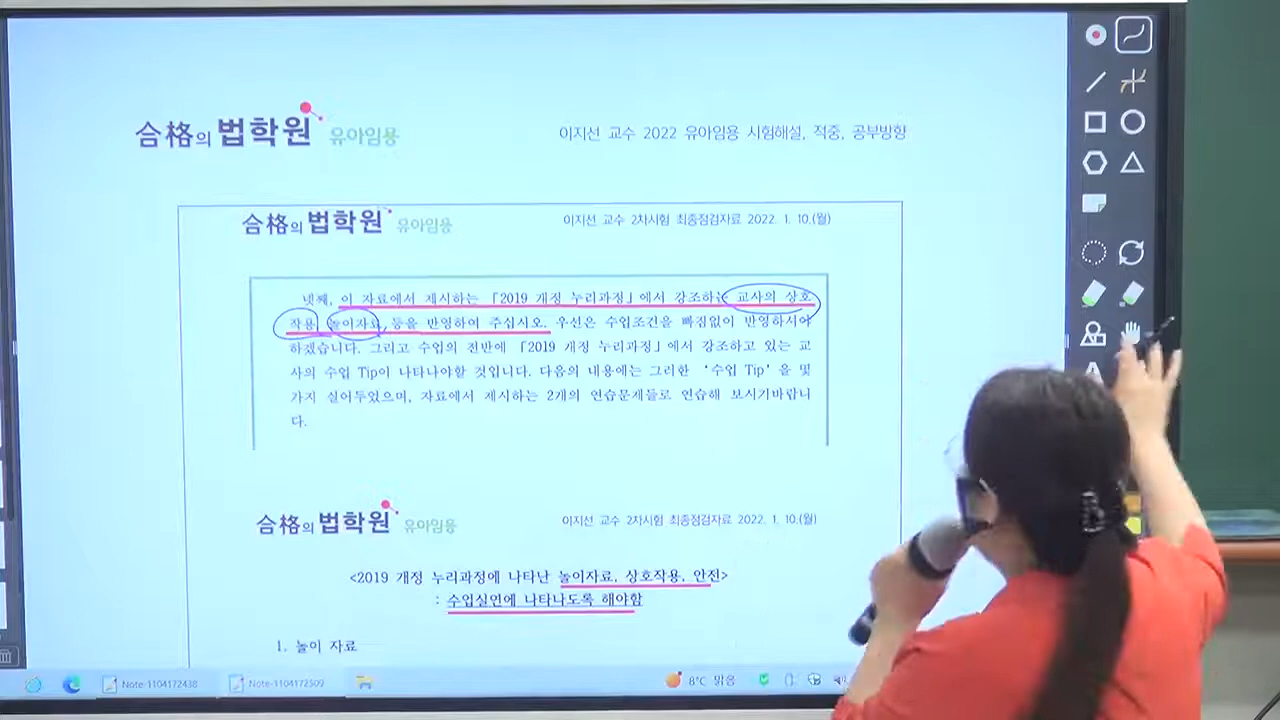 合格의 법학원 유아임용
이지선 교수 2022 유아임용 시험해설, 적중, 공부방향
合格의 법학원 유아임용
이지선 교수 2차시험 최종점검자료 2022. 1. 10.(월)
넷째, 이 자료에서 제시하는 「2019 개정 누리과정」에서 강조하는 교사의 상호
작용, 놀이자료, 등을 반영하여 주십시오. 우선은 수업조건을 빠짐없이 반영하셔야
하겠습니다. 그리고 수업의 전반에 「2019 개정 누리과정」에서 강조하고 있는 교
사의 수업 Tip이 나타나야할 것입니다. 다음의 내용에는 그러한 ‘수업 Tip’을 몇
가지 실어두었으며, 자료에서 제시하는 2개의 연습문제들로 연습해 보시기바랍니
다.
合格의 법학원 유아임용
이지선 교수 2차시험 최종점검자료 2022. 1. 10.(월)
<2019 개정 누리과정에 나타난 놀이자료, 상호작용, 안전>
: 수업실연에 나타나도록 해야함
1. 놀이 자료
Note-1104172438
Note-1104172509
8°C 맑음